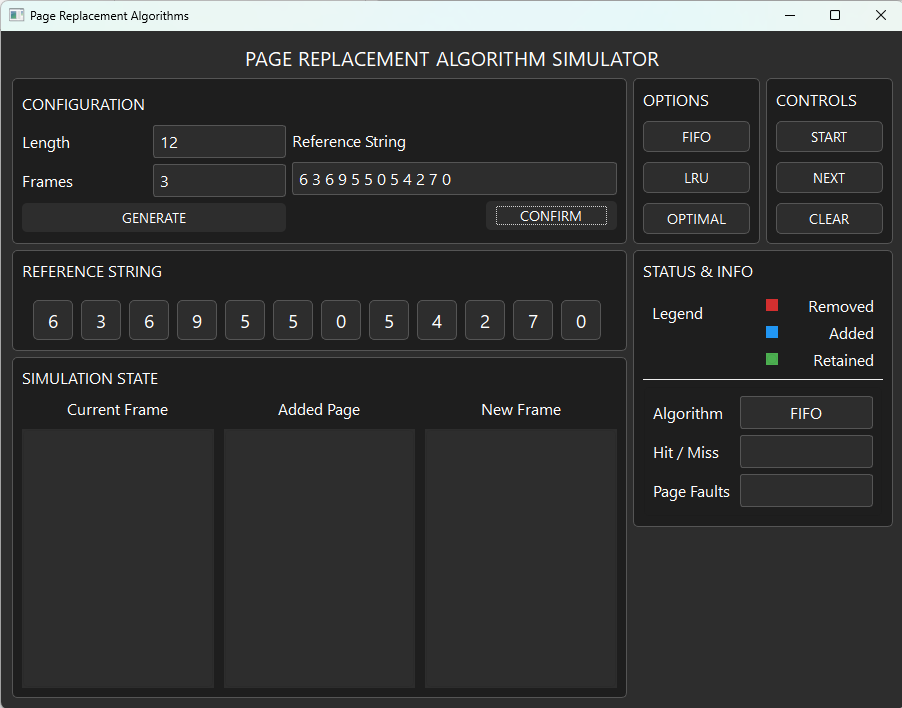 Page Replacement Algorithms
PAGE REPLACEMENT ALGORITHM SIMULATOR
CONFIGURATION
Length
12
Reference String
Frames
3
6 3 6 9 5 5 0 5 4 2 7 0
GENERATE
CONFIRM
OPTIONS
FIFO
LRU
OPTIMAL
CONTROLS
START
NEXT
CLEAR
REFERENCE STRING
6 3 6 9 5 5 0 5 4 2 7 0
SIMULATION STATE
Current Frame
Added Page
New Frame
STATUS & INFO
Legend
Removed
Added
Retained
Algorithm
FIFO
Hit / Miss
Page Faults